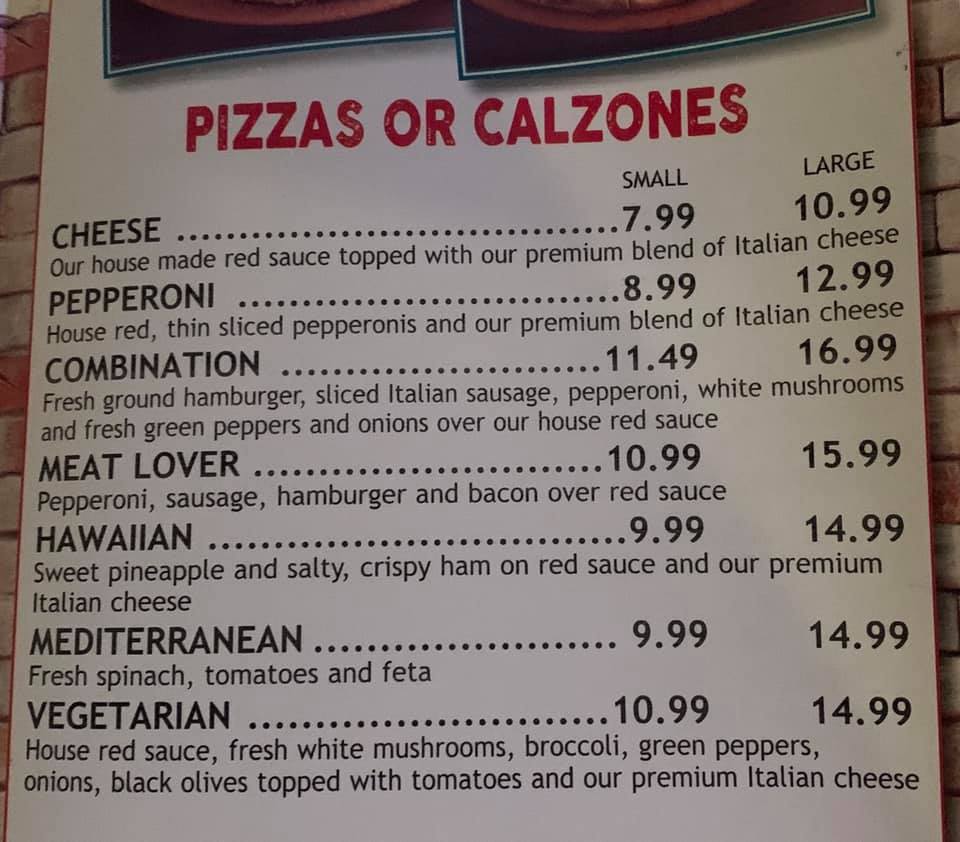 PIZZAS OR CALZONES
SMALL LARGE
CHEESE ..................................7.99 10.99
Our house made red sauce topped with our premium blend of Italian cheese
PEPPERONI .............................8.99 12.99
House red, thin sliced pepperonis and our premium blend of Italian cheese
COMBINATION ........................11.49 16.99
Fresh ground hamburger, sliced Italian sausage, pepperoni, white mushrooms
and fresh green peppers and onions over our house red sauce
MEAT LOVER ..........................10.99 15.99
Pepperoni, sausage, hamburger and bacon over red sauce
HAWAIIAN ................................9.99 14.99
Sweet pineapple and salty, crispy ham on red sauce and our premium
Italian cheese
MEDITERRANEAN ....................... 9.99 14.99
Fresh spinach, tomatoes and feta
VEGETARIAN ...........................10.99 14.99
House red sauce, fresh white mushrooms, broccoli, green peppers,
onions, black olives topped with tomatoes and our premium Italian cheese